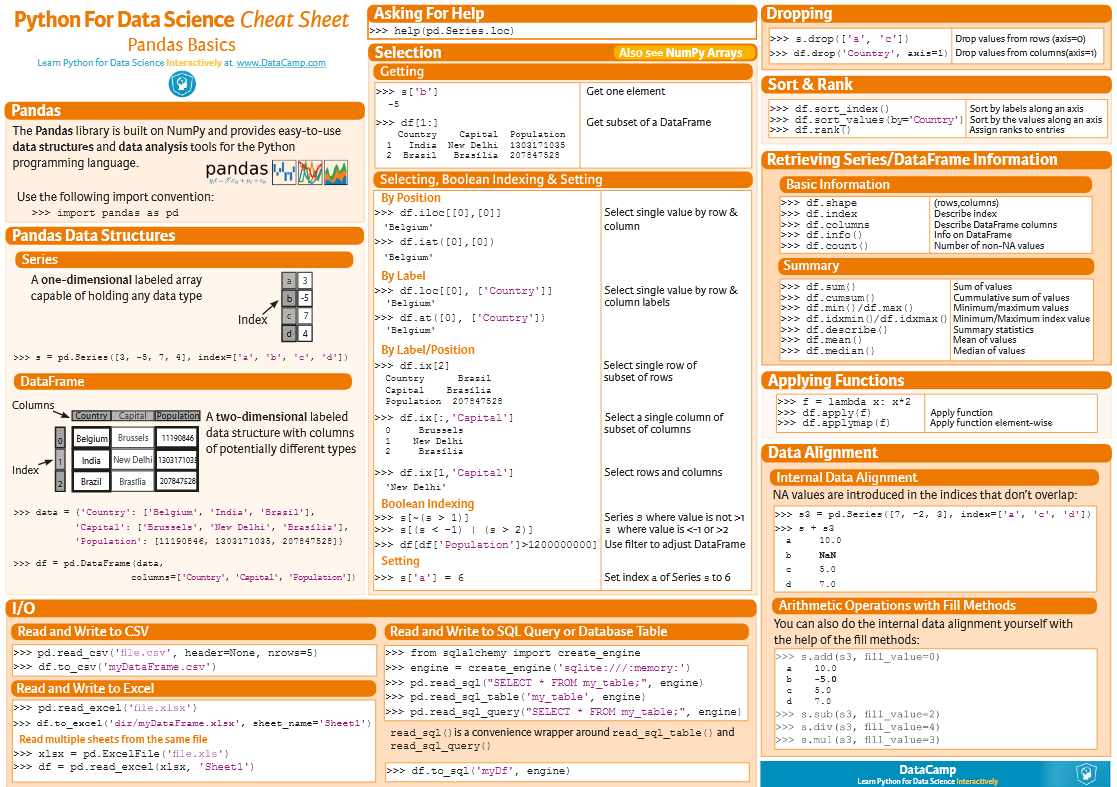 Python For Data Science Cheat Sheet
Pandas Basics
Learn Python for Data Science Interactively at www.DataCamp.com
Pandas
The Pandas library is built on NumPy and provides easy-to-use
data structures and data analysis tools for the Python
programming language.
pandas
Use the following import convention:
>>> import pandas as pd
Pandas Data Structures
Series
A one-dimensional labeled array
capable of holding any data type
Index
a 3
b -5
c 7
d 4
>>> s = pd.Series([3, -5, 7, 4], index=['a', 'b', 'c', 'd'])
DataFrame
Columns
Index
Country Capital Population
0 Belgium Brussels 11190846
1 India New Delhi 1303171035
2 Brazil Brasília 207847528
A two-dimensional labeled
data structure with columns
of potentially different types
>>> data = {'Country': ['Belgium', 'India', 'Brazil'],
'Capital': ['Brussels', 'New Delhi', 'Brasília'],
'Population': [11190846, 1303171035, 207847528]}
>>> df = pd.DataFrame(data,
columns=['Country', 'Capital', 'Population'])
Asking For Help
>>> help(pd.Series.loc)
Selection
Also see NumPy Arrays
Getting
>>> s['b']
-5
Get one element
>>> df[1:]
Country Capital Population
1 India New Delhi 1303171035
2 Brazil Brasília 207847528
Get subset of a DataFrame
Selecting, Boolean Indexing & Setting
By Position
>>> df.iloc[[0],[0]]
'Belgium'
>>> df.iat([0],[0])
'Belgium'
Select single value by row &
column
By Label
>>> df.loc[[0], ['Country']]
'Belgium'
>>> df.at([0], ['Country'])
'Belgium'
Select single value by row &
column labels
By Label/Position
>>> df.ix[2]
Country Brazil
Capital Brasília
Population 207847528
Select single row of
subset of rows
>>> df.ix[:,'Capital']
0 Brussels
1 New Delhi
2 Brasília
Select a single column of
subset of columns
>>> df.ix[1,'Capital']
'New Delhi'
Select rows and columns
Boolean Indexing
>>> s[~(s > 1)]
Series s where value is not >1
>>> s[(s < -1) | (s > 2)]
s where value is <-1 or >2
>>> df[df['Population']>1200000000]
Use filter to adjust DataFrame
Setting
>>> s['a'] = 6
Set index a of Series s to 6
Dropping
>>> s.drop(['a', 'c'])
Drop values from rows (axis=0)
>>> df.drop('Country', axis=1)
Drop values from columns(axis=1)
Sort & Rank
>>> df.sort_index()
Sort by labels along an axis
>>> df.sort_values(by='Country')
Sort by the values along an axis
>>> df.rank()
Assign ranks to entries
Retrieving Series/DataFrame Information
Basic Information
>>> df.shape
(rows,columns)
>>> df.index
Describe index
>>> df.columns
Describe DataFrame columns
>>> df.info()
Info on DataFrame
>>> df.count()
Number of non-NA values
Summary
>>> df.sum()
Sum of values
>>> df.cumsum()
Cummulative sum of values
>>> df.min()/df.max()
Minimum/maximum values
>>> df.idxmin()/df.idxmax()
Minimum/Maximum index value
>>> df.describe()
Summary statistics
>>> df.mean()
Mean of values
>>> df.median()
Median of values
Applying Functions
>>> f = lambda x: x*2
>>> df.apply(f)
Apply function
>>> df.applymap(f)
Apply function element-wise
Data Alignment
Internal Data Alignment
NA values are introduced in the indices that don't overlap:
>>> s3 = pd.Series([7, -2, 3], index=['a', 'c', 'd'])
>>> s + s3
a 10.0
b NaN
c 5.0
d 7.0
Arithmetic Operations with Fill Methods
You can also do the internal data alignment yourself with
the help of the fill methods:
>>> s.add(s3, fill_value=0)
a 10.0
b -5.0
c 5.0
d 7.0
>>> s.sub(s3, fill_value=2)
>>> s.div(s3, fill_value=4)
>>> s.mul(s3, fill_value=3)
I/O
Read and Write to CSV
>>> pd.read_csv('file.csv', header=None, nrows=5)
>>> df.to_csv('myDataFrame.csv')
Read and Write to Excel
>>> pd.read_excel('file.xlsx')
>>> df.to_excel('dir/myDataFrame.xlsx', sheet_name='Sheet1')
Read multiple sheets from the same file
>>> xlsx = pd.ExcelFile('file.xls')
>>> df = pd.read_excel(xlsx, 'Sheet1')
Read and Write to SQL Query or Database Table
>>> from sqlalchemy import create_engine
>>> engine = create_engine('sqlite:///:memory:')
>>> pd.read_sql("SELECT * FROM my_table;", engine)
>>> pd.read_sql_table('my_table', engine)
>>> pd.read_sql_query("SELECT * FROM my_table;", engine)
read_sql() is a convenience wrapper around read_sql_table() and
read_sql_query()
>>> df.to_sql('myDf', engine)
DataCamp
Learn Python for Data Science Interactively